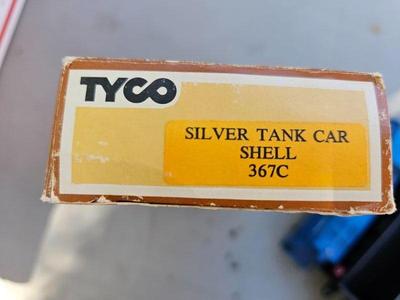 TYCO
SILVER TANK CAR
SHELL
367C